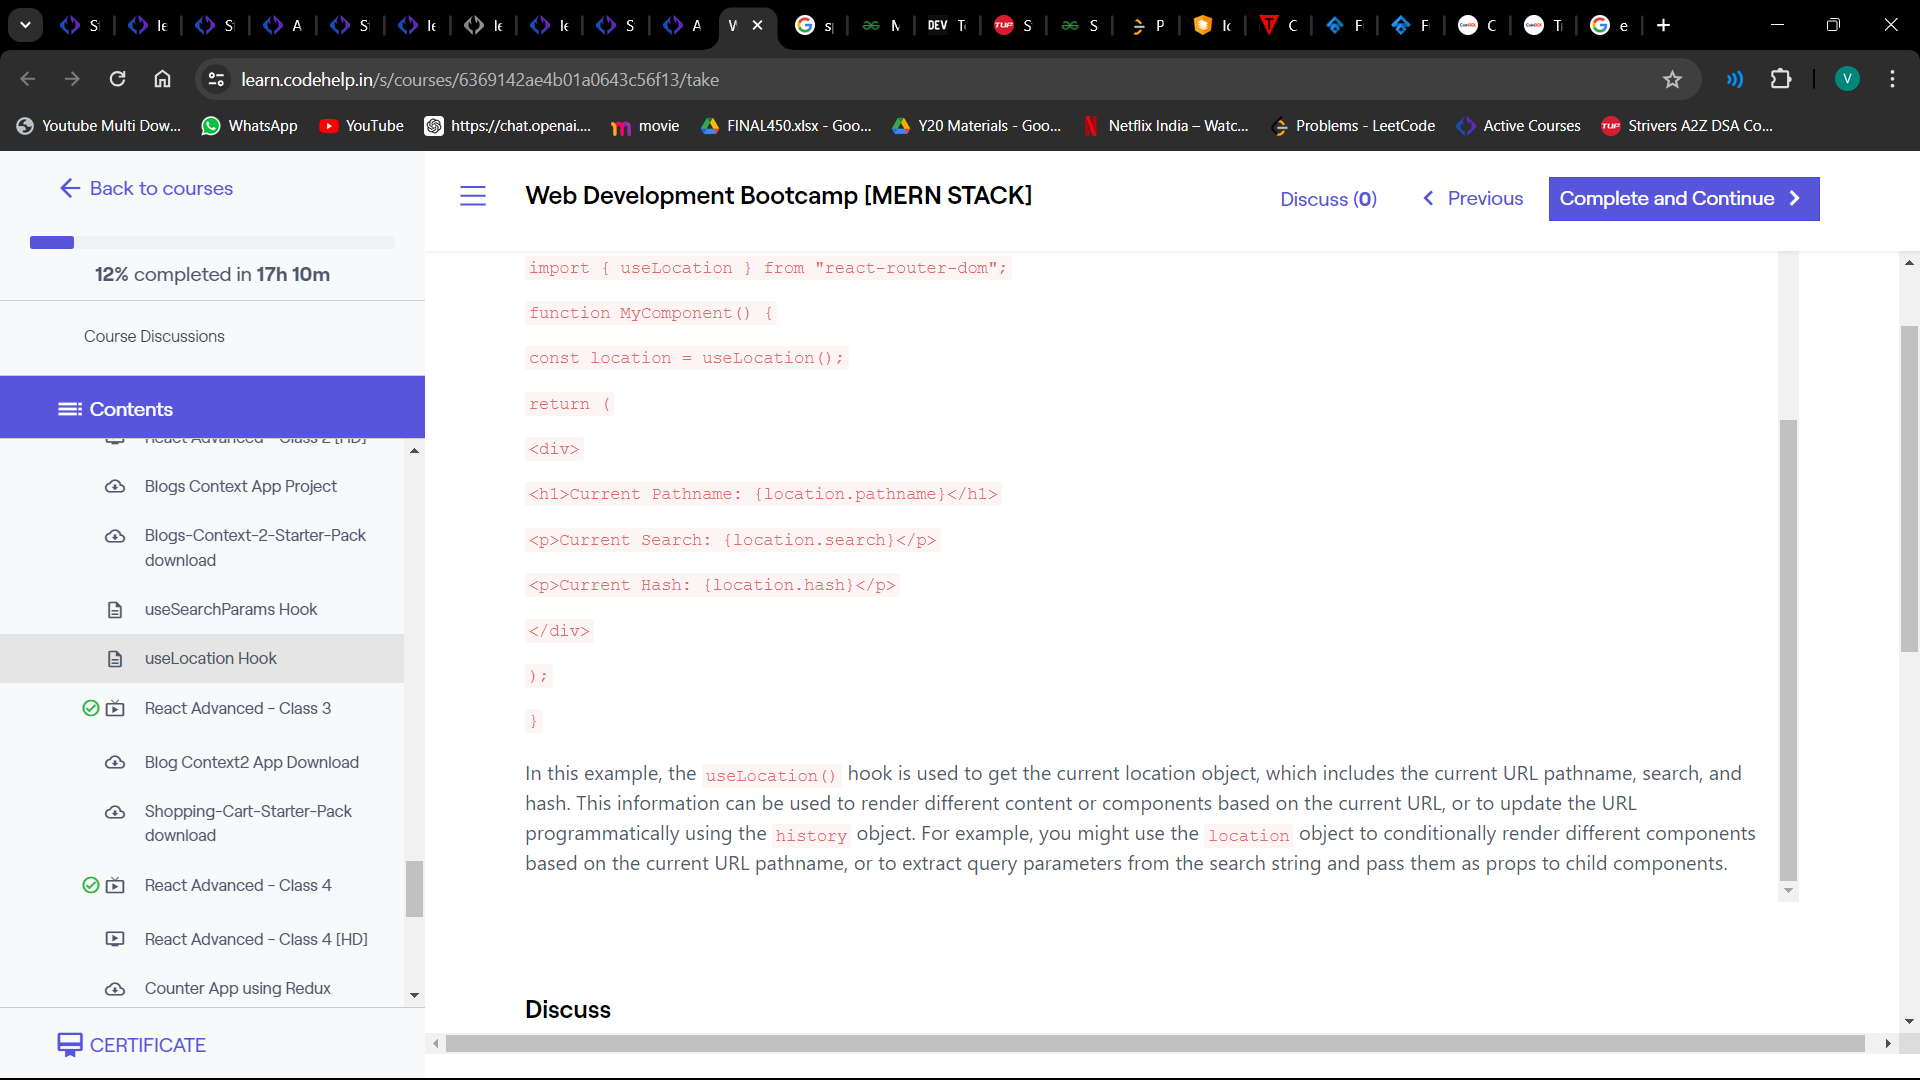 S
le
S
A
S
le
le
le
S
A
W
s
N
DEV
T
TUF
S
S
P
Ic
C
F
F
C
T
e
learn.codehelp.in/s/courses/6369142ae4b01a0643c56f13/take
V
Youtube Multi Dow...
WhatsApp
YouTube
https://chat.openai....
movie
FINAL450.xlsx - Goo...
Y20 Materials - Goo...
Netflix India – Watc...
Problems - LeetCode
Active Courses
TUF
Strivers A2Z DSA Co...
Back to courses
12% completed in 17h 10m
Course Discussions
Contents
React Advanced - Class 2 [HD]
Blogs Context App Project
Blogs-Context-2-Starter-Pack
download
useSearchParams Hook
useLocation Hook
React Advanced - Class 3
Blog Context2 App Download
Shopping-Cart-Starter-Pack
download
React Advanced - Class 4
React Advanced - Class 4 [HD]
Counter App using Redux
CERTIFICATE
Web Development Bootcamp [MERN STACK]
Discuss (0)
Previous
Complete and Continue
import { useLocation } from "react-router-dom";
function MyComponent() {
const location = useLocation();
return (
<div>
<h1>Current Pathname: {location.pathname}</h1>
<p>Current Search: {location.search}</p>
<p>Current Hash: {location.hash}</p>
</div>
);
}
In this example, the useLocation() hook is used to get the current location object, which includes the current URL pathname, search, and
hash. This information can be used to render different content or components based on the current URL, or to update the URL
programmatically using the history object. For example, you might use the location object to conditionally render different components
based on the current URL pathname, or to extract query parameters from the search string and pass them as props to child components.
Discuss